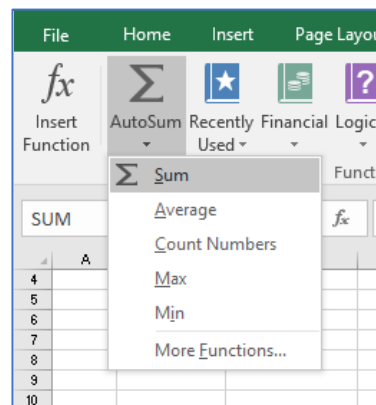 File Home Insert Page Layou
fx Σ ?
Insert AutoSum Recently Financial Logic
Function Used
Σ Sum Funct
SUM Average fx
Count Numbers
A
4 Max
5
6 Min
7
8 More Functions...
9
10